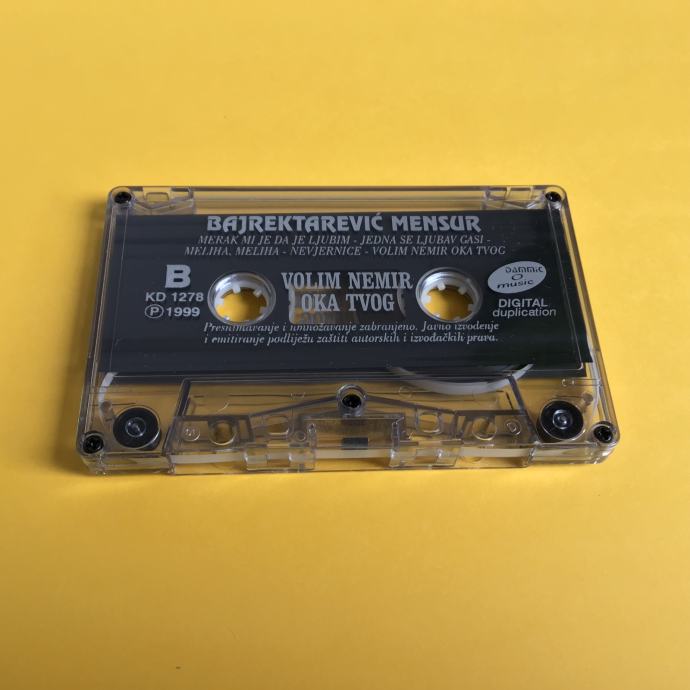 BAJREKTAREVIĆ MENSUR
MERAK MI JE DA JE LJUBIM - JEDNA SE LJUBAV GASI -
MELIHA, MELIHA - NEVJERNICE - VOLIM NEMIR OKA TVOG
B
KD 1278
Ⓟ 1999
VOLIM NEMIR
OKA TVOG
music
DIGITAL
duplication
Presnimavanje i umnožavanje zabranjeno. Javno izvođenje
i emitiranje podliježu zaštiti autorskih i izvođačkih prava.